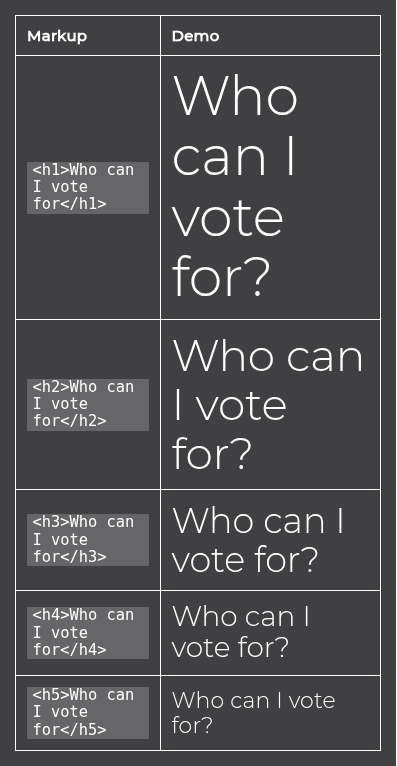 Markup
Demo
<h1>Who can
I vote
for</h1>
Who
can I
vote
for?
<h2>Who can
I vote
for</h2>
Who can
I vote
for?
<h3>Who can
I vote
for</h3>
Who can I
vote for?
<h4>Who can
I vote
for</h4>
Who can I
vote for?
<h5>Who can
I vote
for</h5>
Who can I vote
for?